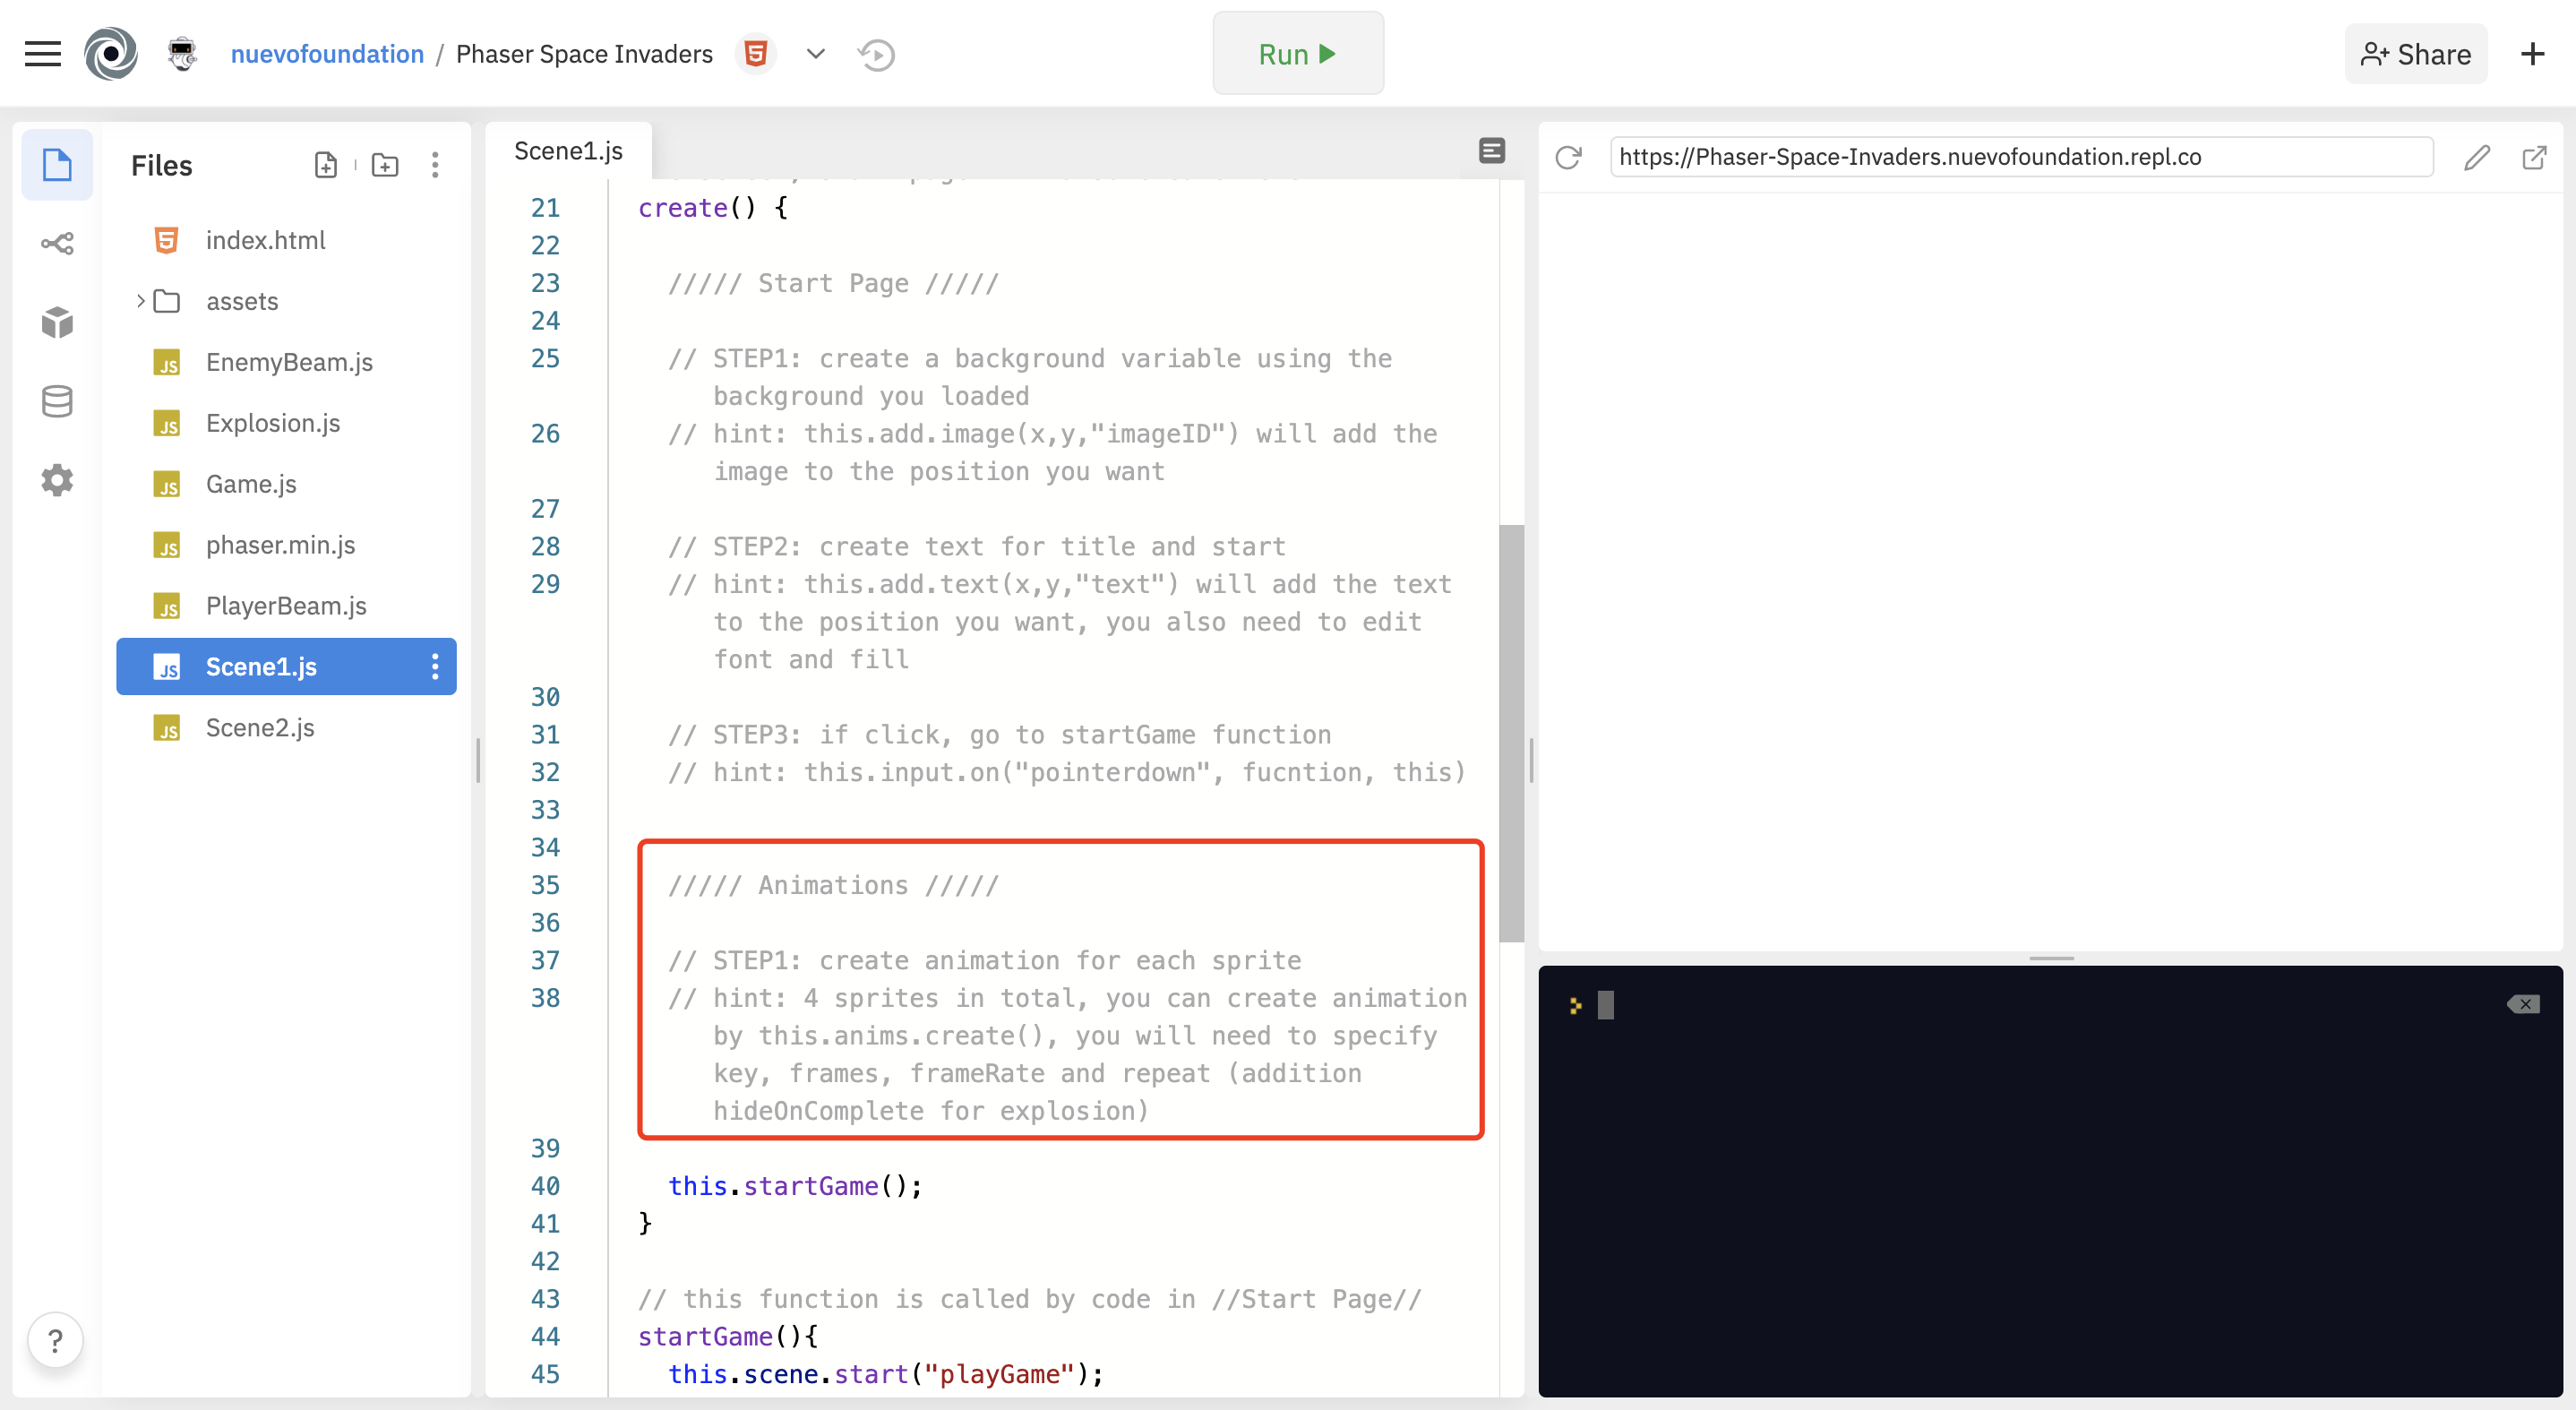 nuevofoundation / Phaser Space Invaders
Run
Share
Files
index.html
assets
EnemyBeam.js
Explosion.js
Game.js
phaser.min.js
PlayerBeam.js
Scene1.js
Scene2.js
?
Scene1.js
21 create() {
22
23 ///// Start Page /////
24
25 // STEP1: create a background variable using the
background you loaded
26 // hint: this.add.image(x,y,"imageID") will add the
image to the position you want
27
28 // STEP2: create text for title and start
29 // hint: this.add.text(x,y,"text") will add the text
to the position you want, you also need to edit
font and fill
30
31 // STEP3: if click, go to startGame function
32 // hint: this.input.on("pointerdown", fucntion, this)
33
34
35 ///// Animations /////
36
37 // STEP1: create animation for each sprite
38 // hint: 4 sprites in total, you can create animation
by this.anims.create(), you will need to specify
key, frames, frameRate and repeat (addition
hideOnComplete for explosion)
39
40 this.startGame();
41 }
42
43 // this function is called by code in //Start Page//
44 startGame(){
45 this.scene.start("playGame");
https://Phaser-Space-Invaders.nuevofoundation.repl.co